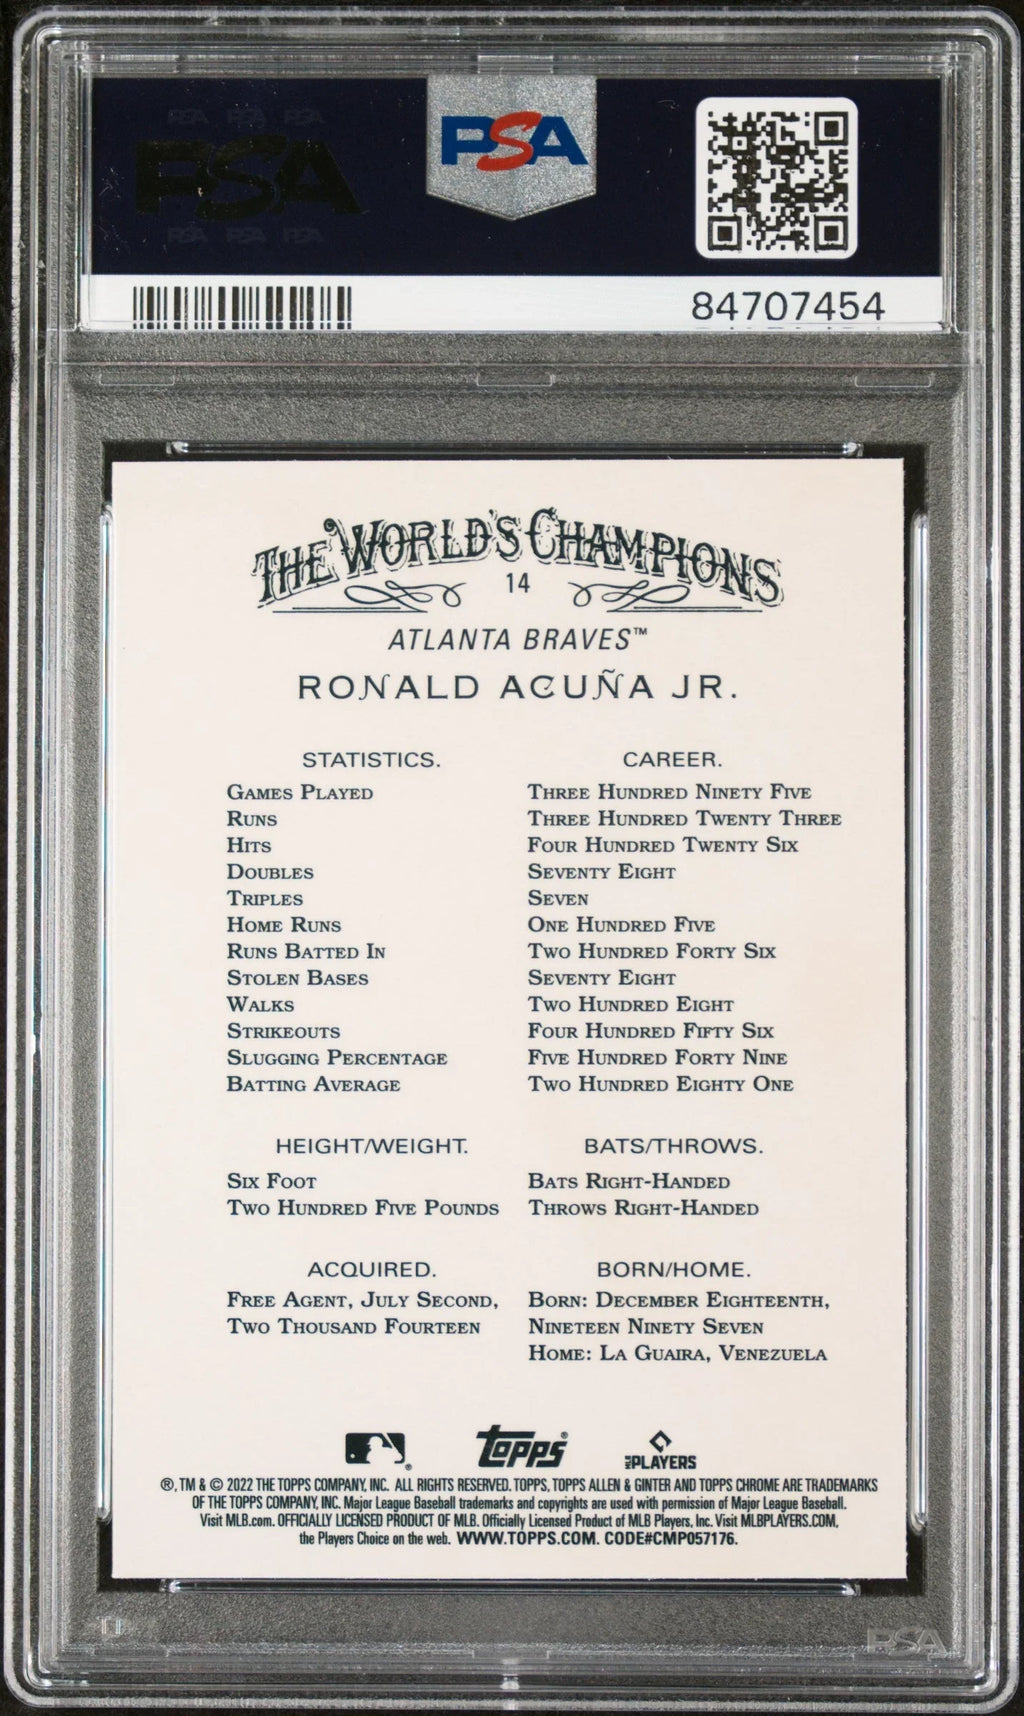 PSA PSA PSA
PSA
PSA PSA PSA
PSA
84707454
THE WORLD'S CHAMPIONS
14
ATLANTA BRAVES™
RONALD ACUÑA JR.
STATISTICS. CAREER.
GAMES PLAYED THREE HUNDRED NINETY FIVE
RUNS THREE HUNDRED TWENTY THREE
HITS FOUR HUNDRED TWENTY SIX
DOUBLES SEVENTY EIGHT
TRIPLES SEVEN
HOME RUNS ONE HUNDRED FIVE
RUNS BATTED IN TWO HUNDRED FORTY SIX
STOLEN BASES SEVENTY EIGHT
WALKS TWO HUNDRED EIGHT
STRIKEOUTS FOUR HUNDRED FIFTY SIX
SLUGGING PERCENTAGE FIVE HUNDRED FORTY NINE
BATTING AVERAGE TWO HUNDRED EIGHTY ONE
HEIGHT/WEIGHT. BATS/THROWS.
SIX FOOT BATS RIGHT-HANDED
TWO HUNDRED FIVE POUNDS THROWS RIGHT-HANDED
ACQUIRED. BORN/HOME.
FREE AGENT, JULY SECOND, BORN: DECEMBER EIGHTEENTH,
TWO THOUSAND FOURTEEN NINETEEN NINETY SEVEN
HOME: LA GUAIRA, VENEZUELA
Topps® MLB PLAYERS
®, TM & © 2022 THE TOPPS COMPANY, INC. ALL RIGHTS RESERVED. TOPPS, TOPPS ALLEN & GINTER AND TOPPS CHROME ARE TRADEMARKS
OF THE TOPPS COMPANY, INC. Major League Baseball trademarks and copyrights are used with permission of Major League Baseball.
Visit MLB.com. OFFICIALLY LICENSED PRODUCT OF MLB. Officially Licensed Product of MLB Players, Inc. Visit MLBPLAYERS.COM,
the Players Choice on the web. WWW.TOPPS.COM. CODE#CMP057176.
PSA